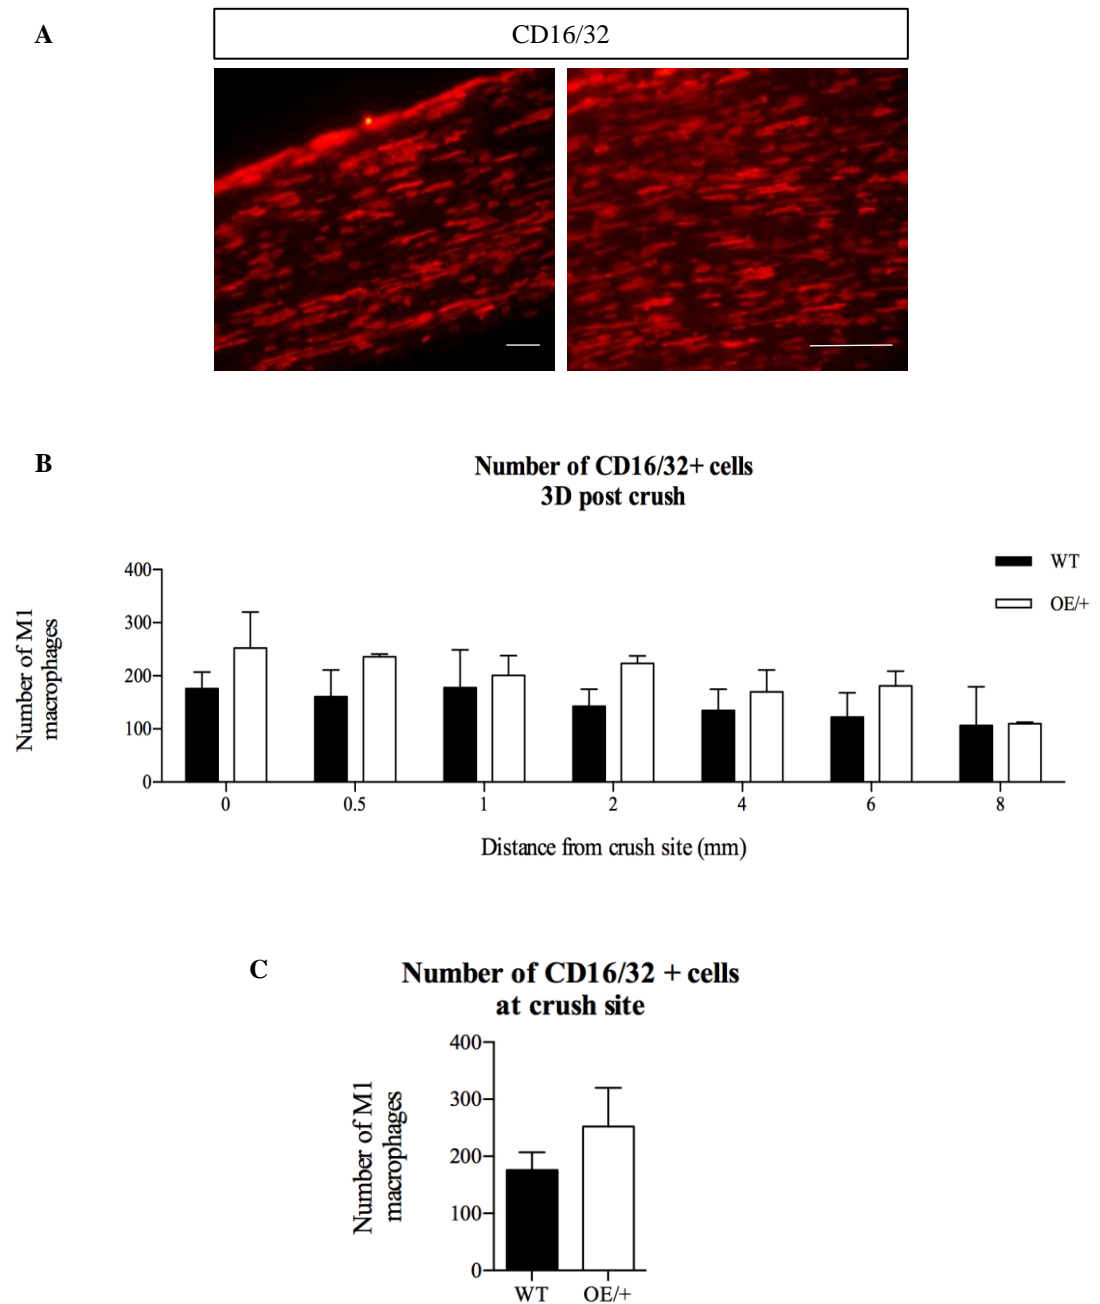 A
CD16/32
B
Number of CD16/32+ cells
3D post crush
WT
OE/+
Number of M1
macrophages
400
300
200
100
0
0 0.5 1 2 4 6 8
Distance from crush site (mm)
C
Number of CD16/32 + cells
at crush site
Number of M1
macrophages
400
300
200
100
0
WT OE/+